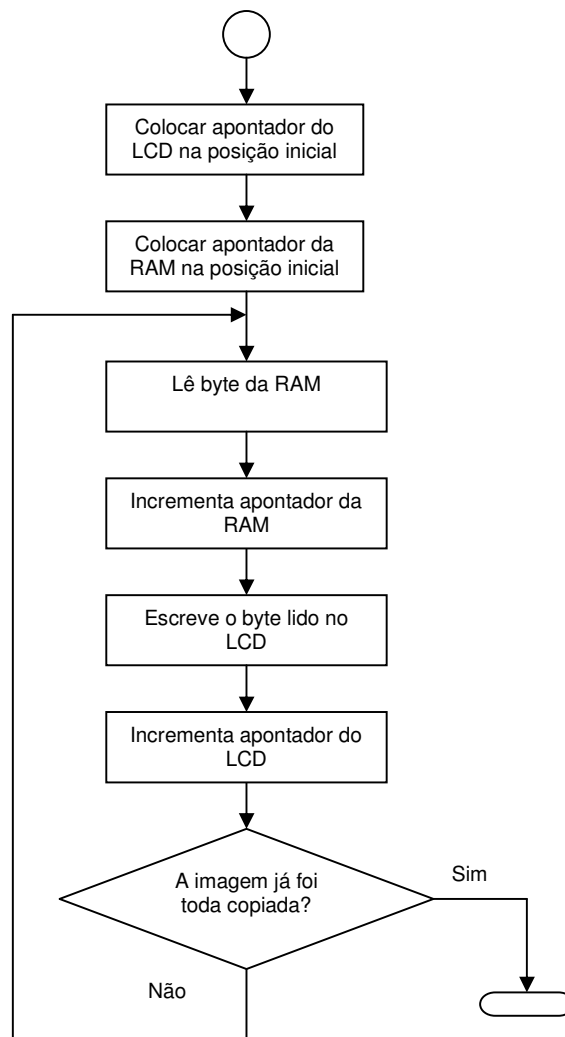 Colocar apontador do
LCD na posição inicial
Colocar apontador da
RAM na posição inicial
Lê byte da RAM
Incrementa apontador da
RAM
Escreve o byte lido no
LCD
Incrementa apontador do
LCD
A imagem já foi
toda copiada?
Sim
Não